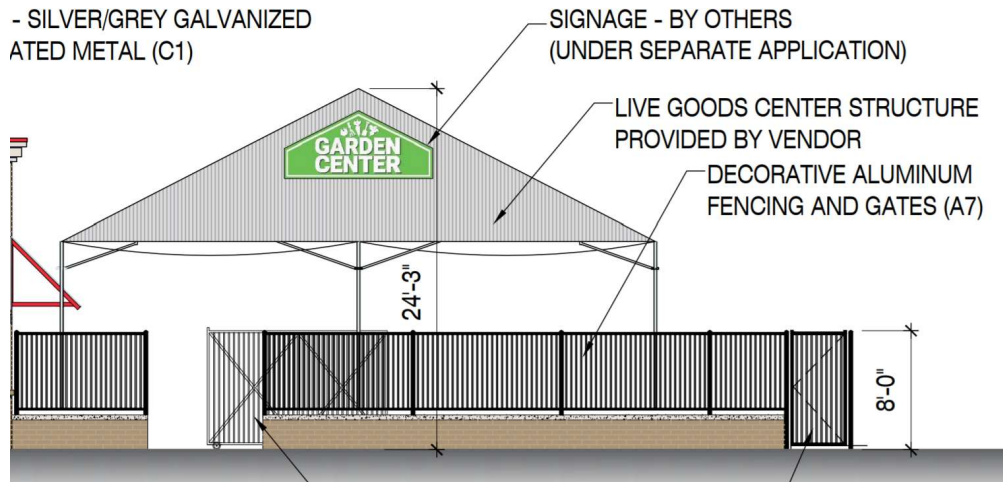 - SILVER/GREY GALVANIZED
ATED METAL (C1)
SIGNAGE - BY OTHERS
(UNDER SEPARATE APPLICATION)
LIVE GOODS CENTER STRUCTURE
PROVIDED BY VENDOR
DECORATIVE ALUMINUM
FENCING AND GATES (A7)
GARDEN
CENTER
24'-3"
8'-0"